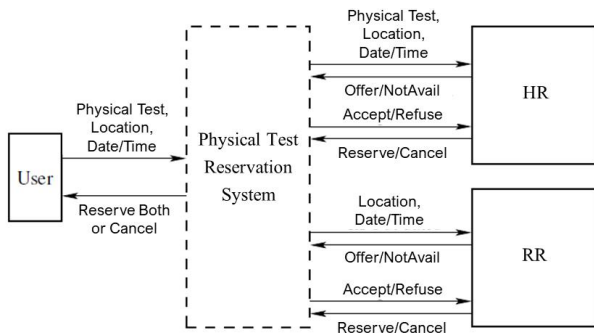 Physical Test,
Location,
Date/Time
User
Reserve Both
or Cancel
Physical Test
Reservation
System
Physical Test,
Location,
Date/Time
Offer/NotAvail
Accept/Refuse
Reserve/Cancel
HR
Location,
Date/Time
Offer/NotAvail
Accept/Refuse
Reserve/Cancel
RR